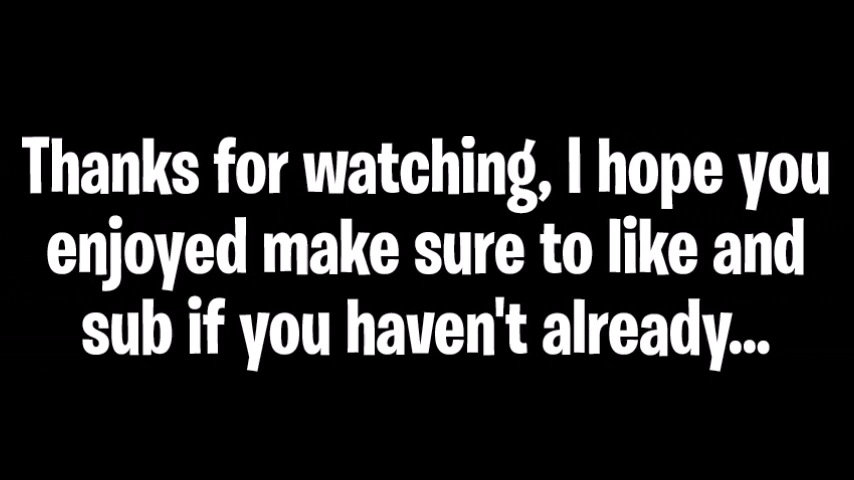 Thanks for watching, I hope you
enjoyed make sure to like and
sub if you haven't already...